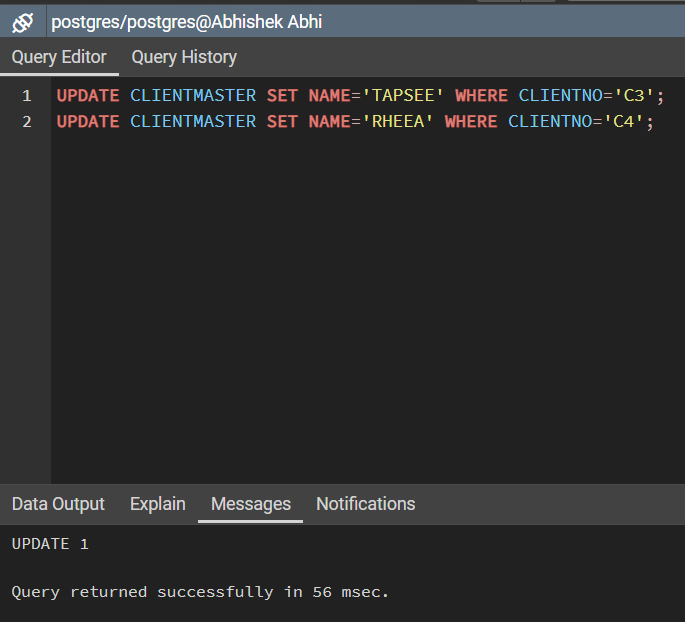 postgres/postgres@Abhishek Abhi
Query Editor Query History
1 UPDATE CLIENTMASTER SET NAME='TAPSEE' WHERE CLIENTNO='C3';
2 UPDATE CLIENTMASTER SET NAME='RHEEA' WHERE CLIENTNO='C4';
Data Output Explain Messages Notifications
UPDATE 1
Query returned successfully in 56 msec.